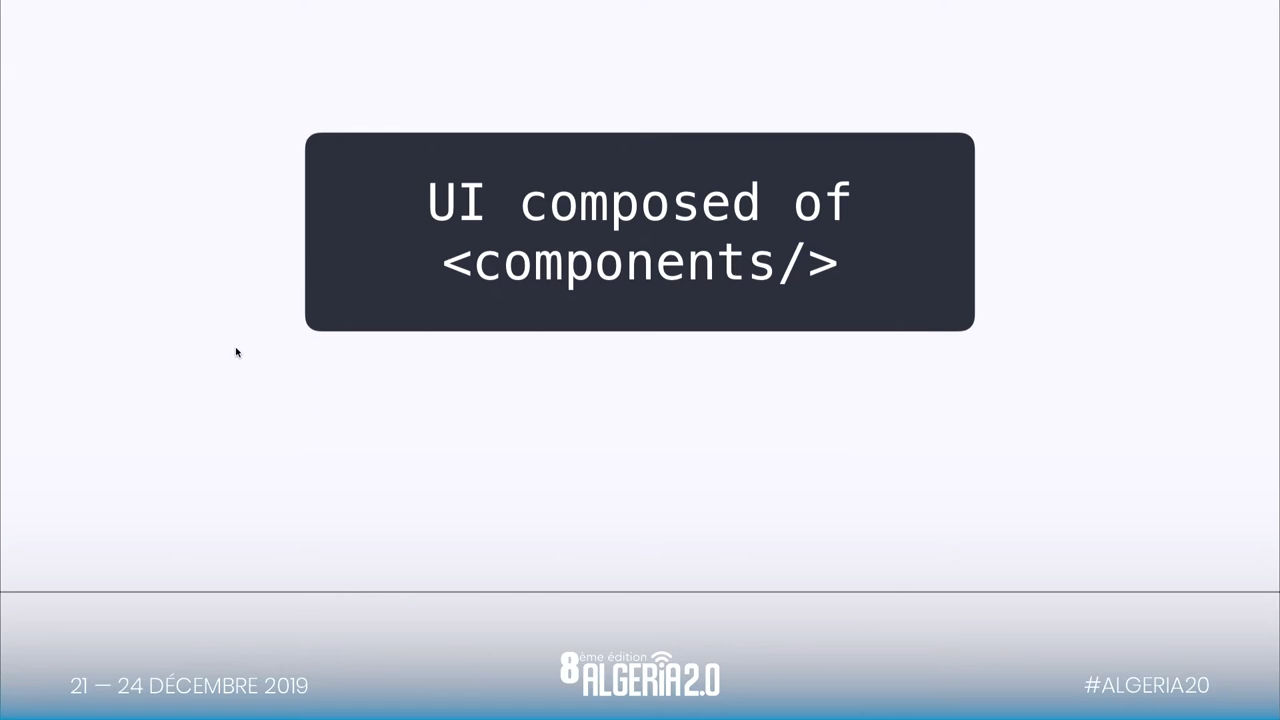 UI composed of
<components/>
8ème édition
ALGERiA2.0
21 — 24 DÉCEMBRE 2019
#ALGERIA20